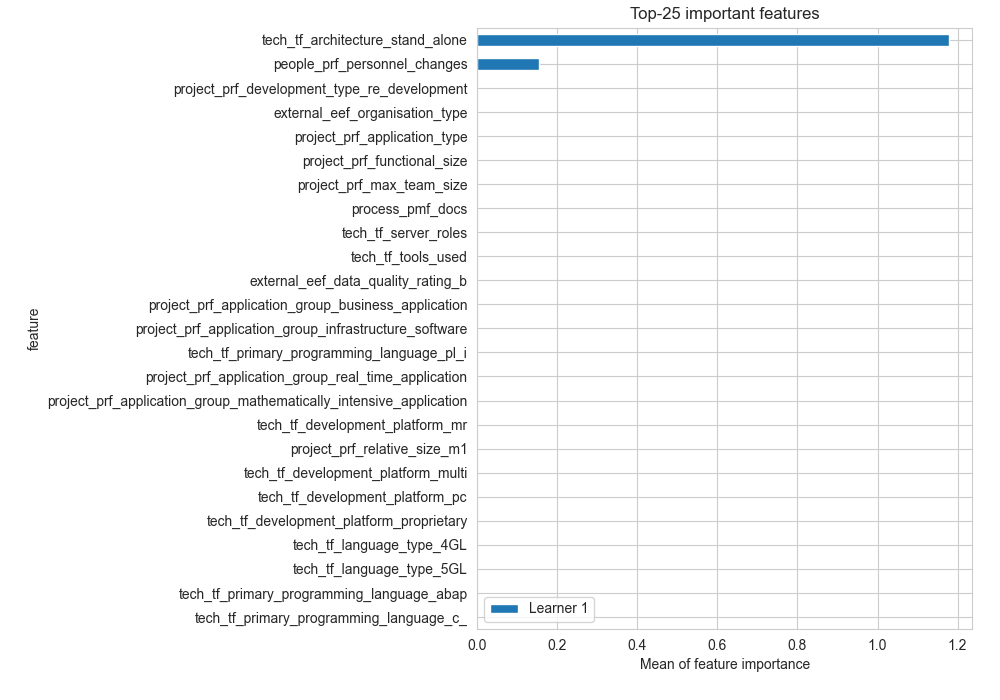 Top-25 important features
tech_tf_architecture_stand_alone
people_prf_personnel_changes
project_prf_development_type_re_development
external_eef_organisation_type
project_prf_application_type
project_prf_functional_size
project_prf_max_team_size
process_pmf_docs
tech_tf_server_roles
tech_tf_tools_used
external_eef_data_quality_rating_b
project_prf_application_group_business_application
project_prf_application_group_infrastructure_software
tech_tf_primary_programming_language_pl_i
project_prf_application_group_real_time_application
project_prf_application_group_mathematically_intensive_application
tech_tf_development_platform_mr
project_prf_relative_size_m1
tech_tf_development_platform_multi
tech_tf_development_platform_pc
tech_tf_development_platform_proprietary
tech_tf_language_type_4GL
tech_tf_language_type_5GL
tech_tf_primary_programming_language_abap
tech_tf_primary_programming_language_c_
feature
Learner 1
0.0 0.2 0.4 0.6 0.8 1.0 1.2
Mean of feature importance